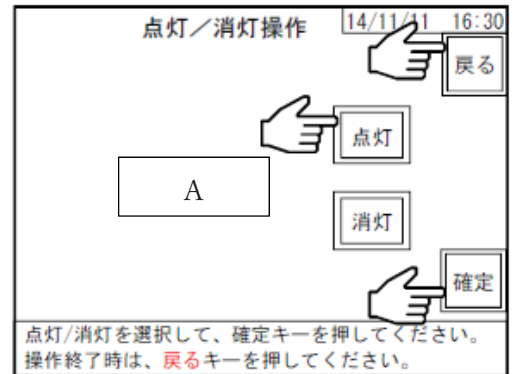 点灯／消灯操作
14/11/11 16:30
戻る
点灯
A
消灯
確定
点灯/消灯を選択して、確定キーを押してください。
操作終了時は、戻るキーを押してください。